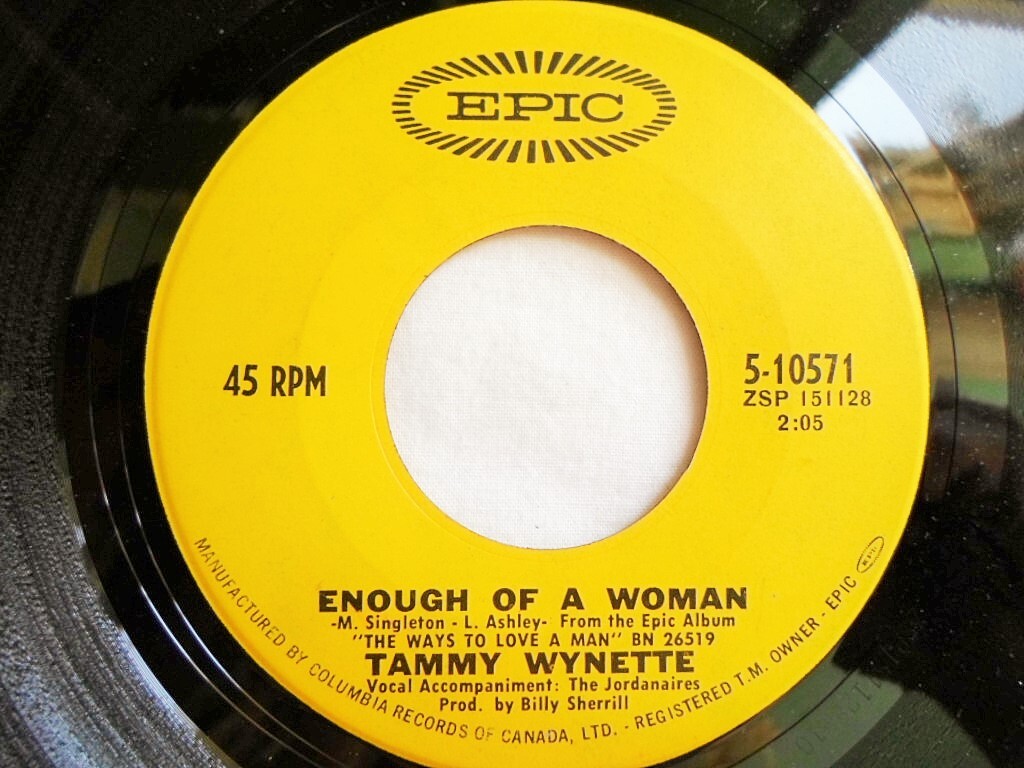 EPIC
45 RPM
5-10571
ZSP 151128
2:05
ENOUGH OF A WOMAN
-M. Singleton - L. Ashley- From the Epic Album
"THE WAYS TO LOVE A MAN" BN 26519
TAMMY WYNETTE
Vocal Accompaniment: The Jordanaires
Prod. by Billy Sherrill
MANUFACTURED BY COLUMBIA RECORDS OF CANADA, LTD. - REGISTERED T.M. OWNER - EPIC EPIC